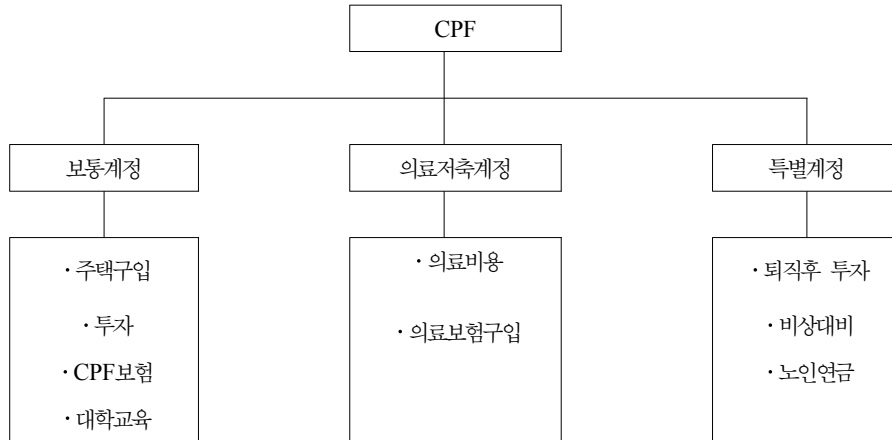 CPF
보통계정
의료저축계정
특별계정
·주택구입
·투자
·CPF보험
·대학교육
·의료비용
·의료보험구입
·퇴직후 투자
·비상대비
·노인연금